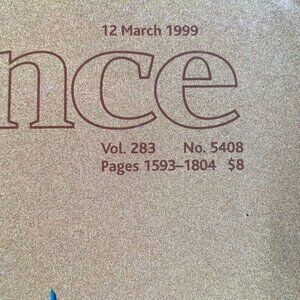 12 March 1999
nce
Vol. 283 No. 5408
Pages 1593–1804 $8